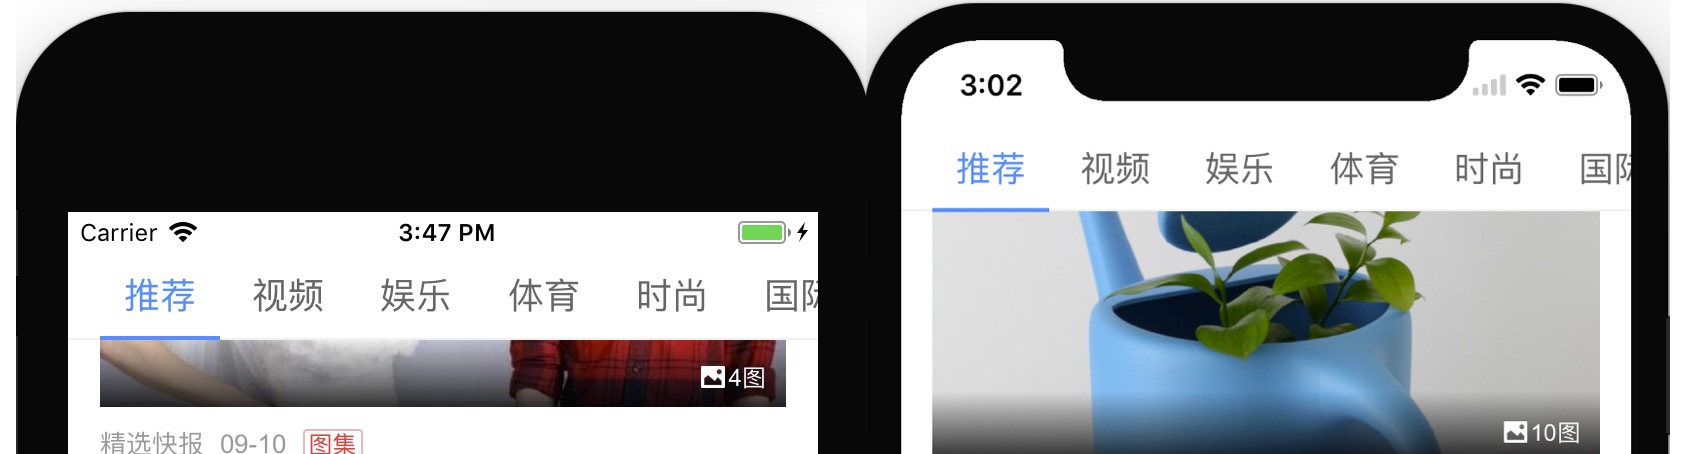 Carrier 3:47 PM
推荐 视频 娱乐 体育 时尚 国际
4图
精选快报 09-10 图集
3:02
推荐 视频 娱乐 体育 时尚 国际
10图